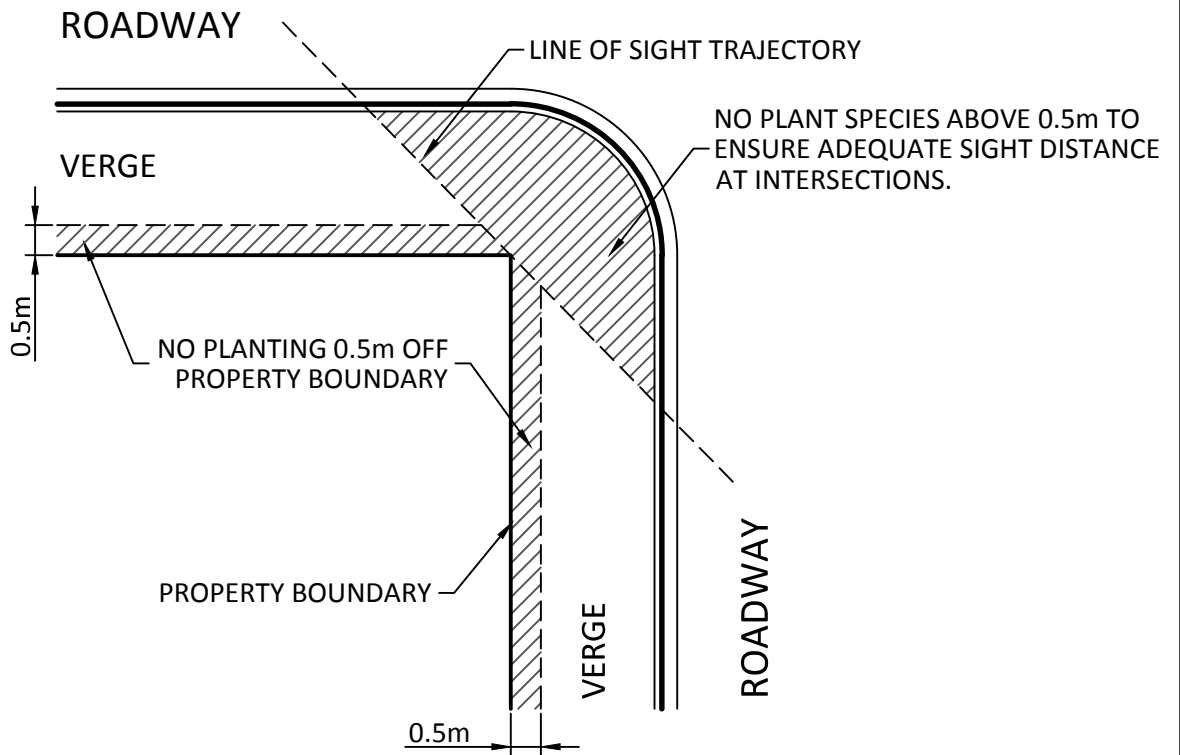 ROADWAY
LINE OF SIGHT TRAJECTORY
NO PLANT SPECIES ABOVE 0.5m TO
ENSURE ADEQUATE SIGHT DISTANCE
AT INTERSECTIONS.
VERGE
0.5m
NO PLANTING 0.5m OFF
PROPERTY BOUNDARY
PROPERTY BOUNDARY
VERGE
ROADWAY
0.5m